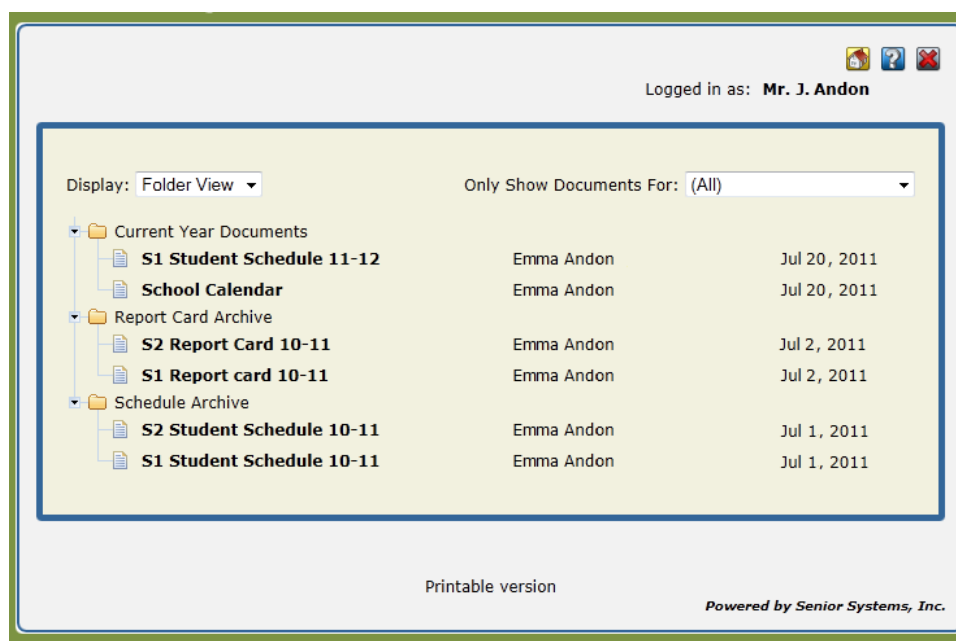 Logged in as: Mr. J. Andon
Display: Folder View Only Show Documents For: (All)
Current Year Documents
S1 Student Schedule 11-12 Emma Andon Jul 20, 2011
School Calendar Emma Andon Jul 20, 2011
Report Card Archive
S2 Report Card 10-11 Emma Andon Jul 2, 2011
S1 Report card 10-11 Emma Andon Jul 2, 2011
Schedule Archive
S2 Student Schedule 10-11 Emma Andon Jul 1, 2011
S1 Student Schedule 10-11 Emma Andon Jul 1, 2011
Printable version
Powered by Senior Systems, Inc.